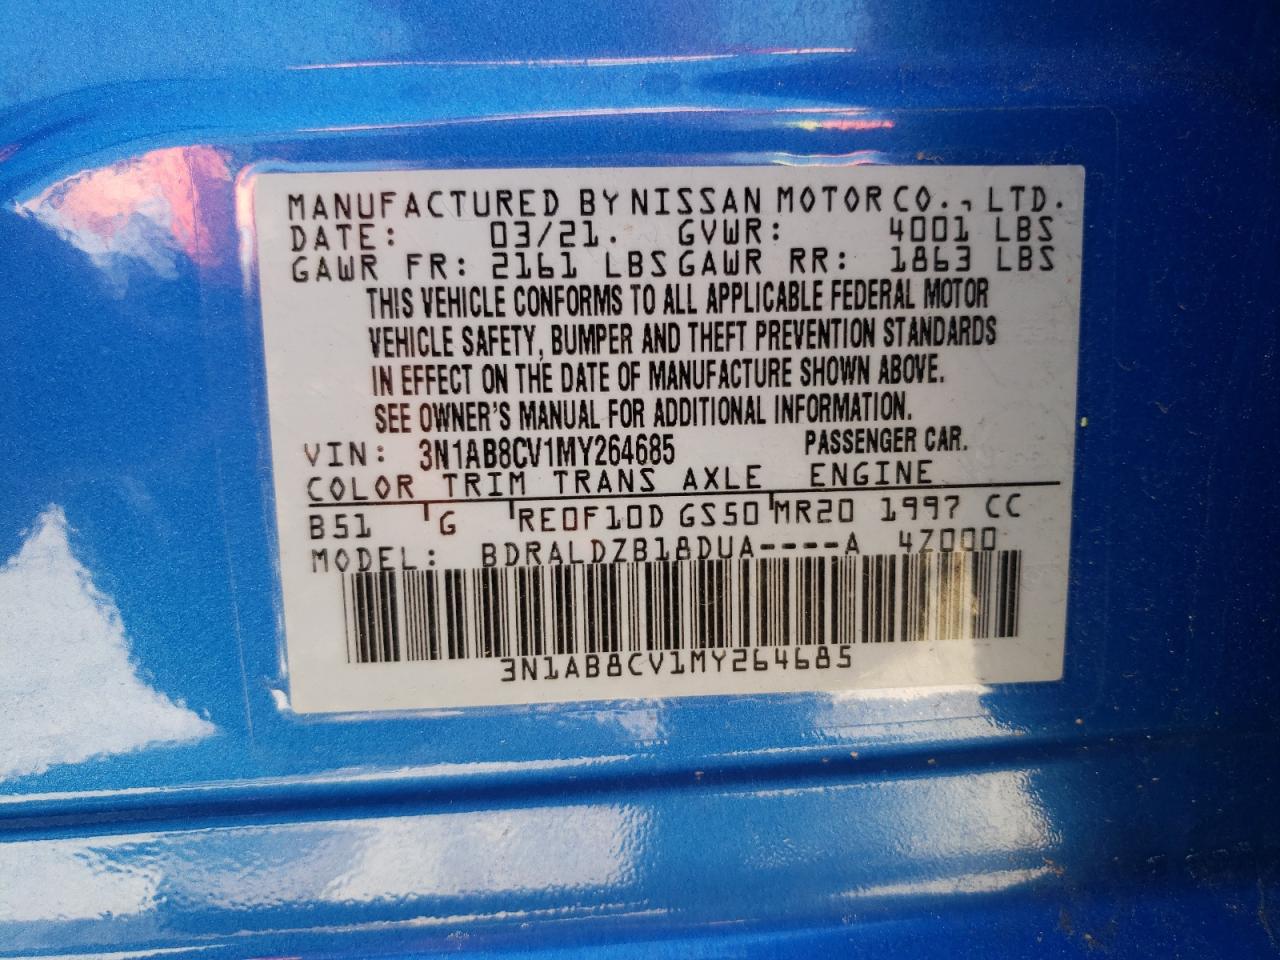 MANUFACTURED BY NISSAN MOTOR CO., LTD.
DATE: 03/21. GVWR: 4001 LBS
GAWR FR: 2161 LBS GAWR RR: 1863 LBS
THIS VEHICLE CONFORMS TO ALL APPLICABLE FEDERAL MOTOR
VEHICLE SAFETY, BUMPER AND THEFT PREVENTION STANDARDS
IN EFFECT ON THE DATE OF MANUFACTURE SHOWN ABOVE.
SEE OWNER'S MANUAL FOR ADDITIONAL INFORMATION.
VIN: 3N1AB8CV1MY264685 PASSENGER CAR.
COLOR TRIM TRANS AXLE ENGINE
B51 G RE0F10D GS50 MR20 1997 CC
MODEL: BDRALDZB18DUA----A 4Z000
3N1AB8CV1MY264685